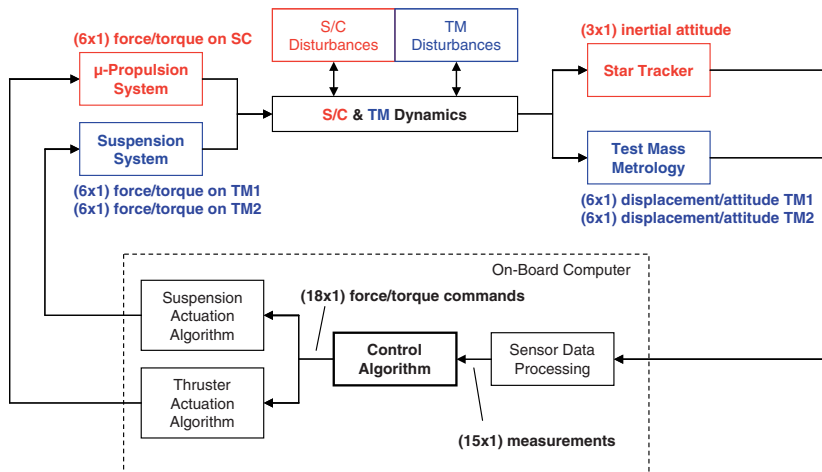 (6x1) force/torque on SC
S/C
Disturbances
TM
Disturbances
(3x1) inertial attitude
µ-Propulsion
System
Star Tracker
S/C & TM Dynamics
Suspension
System
Test Mass
Metrology
(6x1) force/torque on TM1
(6x1) force/torque on TM2
(6x1) displacement/attitude TM1
(6x1) displacement/attitude TM2
On-Board Computer
Suspension
Actuation
Algorithm
(18x1) force/torque commands
Control
Algorithm
Sensor Data
Processing
Thruster
Actuation
Algorithm
(15x1) measurements